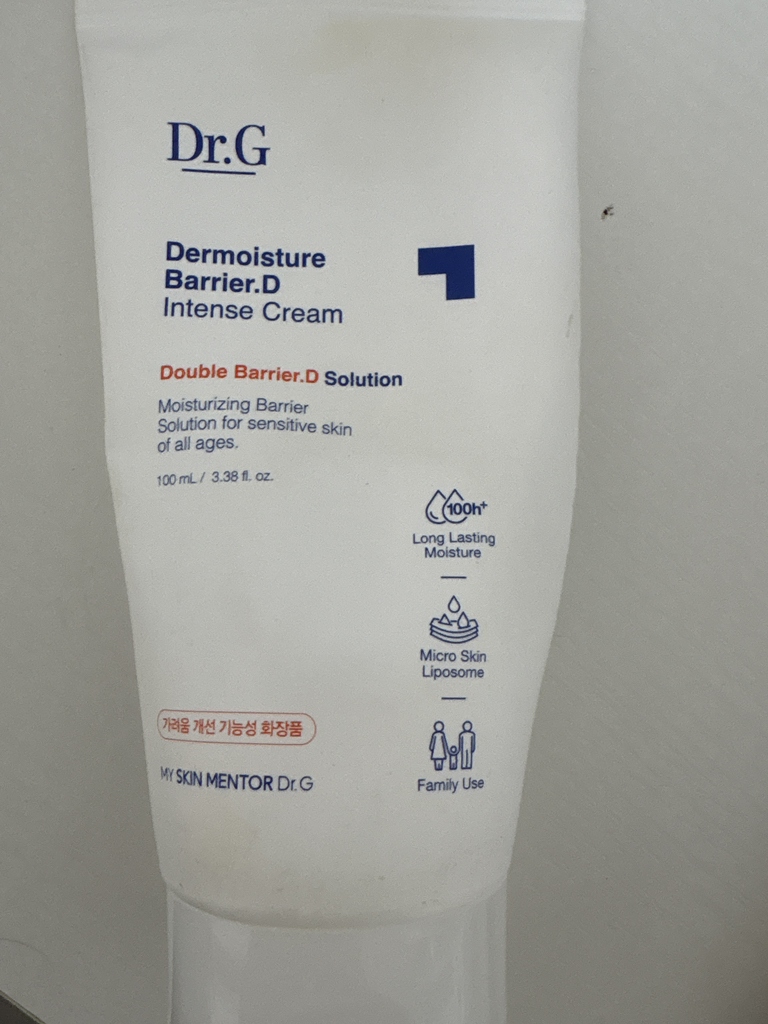 Dr.G
Dermoisture
Barrier.D
Intense Cream
Double Barrier.D Solution
Moisturizing Barrier
Solution for sensitive skin
of all ages.
100 mL / 3.38 fl. oz.
100h+
Long Lasting
Moisture
Micro Skin
Liposome
Family Use
가려움 개선 기능성 화장품
MY SKIN MENTOR Dr.G